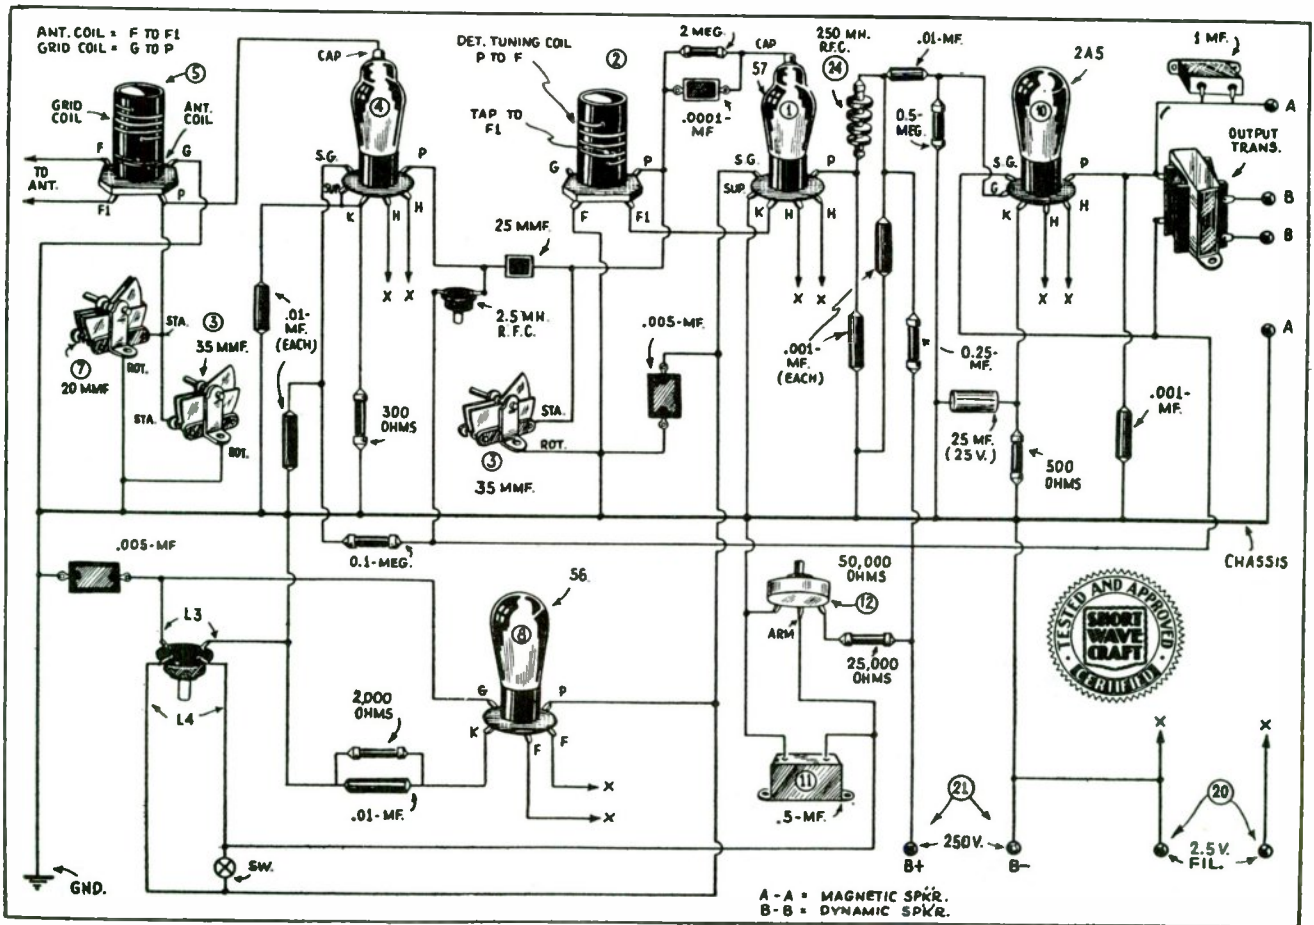 ANT. COIL = F TO F1
GRID COIL = G TO P
5
GRID COIL
ANT. COIL
G
F
TO ANT.
F1
P
CAP
4
S.G.
P
SUP.
K
H
H
X
X
DET. TUNING COIL
P TO F
2
TAP TO F1
G
P
F
F1
2 MEG.
CAP
.0001-
MF
57
1
S.G.
P
SUP.
K
H
H
X
X
250 MH.
R.F.C.
24
.01-MF.
0.5-
MEG.
2A5
10
S.G.
P
G
K
H
H
X
X
1 MF.
A
OUTPUT
TRANS.
B
B
A
25 MMF.
2.5 MH.
R.F.C.
.01-
MF.
(EACH)
STA.
3
35 MMF.
7
20 MMF
ROT.
STA.
ROT.
300
OHMS
.005-MF.
STA.
ROT.
3
35 MMF.
.001-
MF.
(EACH)
0.25-
MF.
25 MF.
(25 V.)
500
OHMS
.001-
MF.
CHASSIS
0.1-MEG.
.005-MF
L3
L4
56
8
G
P
K
F
F
X
X
2,000
OHMS
.01-MF.
50,000
OHMS
12
ARM
25,000
OHMS
11
.5-MF.
TESTED AND APPROVED
SHORT
WAVE
CRAFT
CERTIFIED
X
X
21
250V.
B+
B-
20
2.5 V.
FIL.
SW.
GND.
A-A = MAGNETIC SPKR.
B-B = DYNAMIC SPKR.